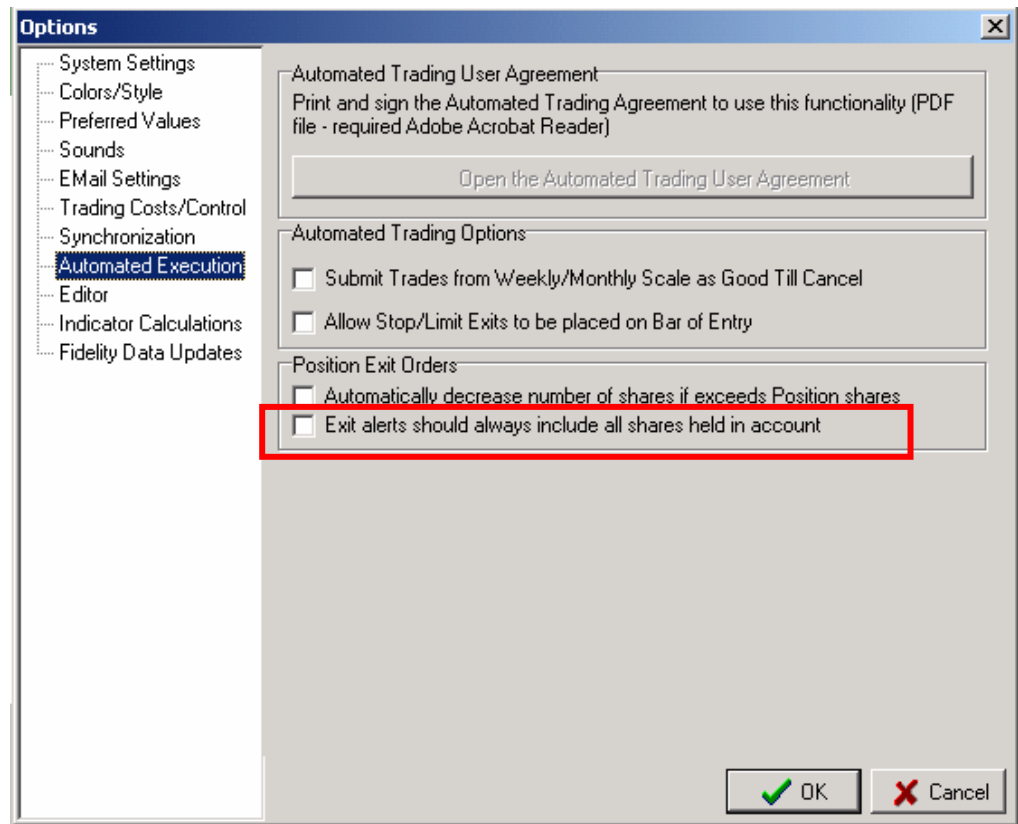 Options
System Settings
Colors/Style
Preferred Values
Sounds
EMail Settings
Trading Costs/Control
Synchronization
Automated Execution
Editor
Indicator Calculations
Fidelity Data Updates
Automated Trading User Agreement
Print and sign the Automated Trading Agreement to use this functionality (PDF
file - required Adobe Acrobat Reader)
Open the Automated Trading User Agreement
Automated Trading Options
Submit Trades from Weekly/Monthly Scale as Good Till Cancel
Allow Stop/Limit Exits to be placed on Bar of Entry
Position Exit Orders
Automatically decrease number of shares if exceeds Position shares
Exit alerts should always include all shares held in account
OK
Cancel